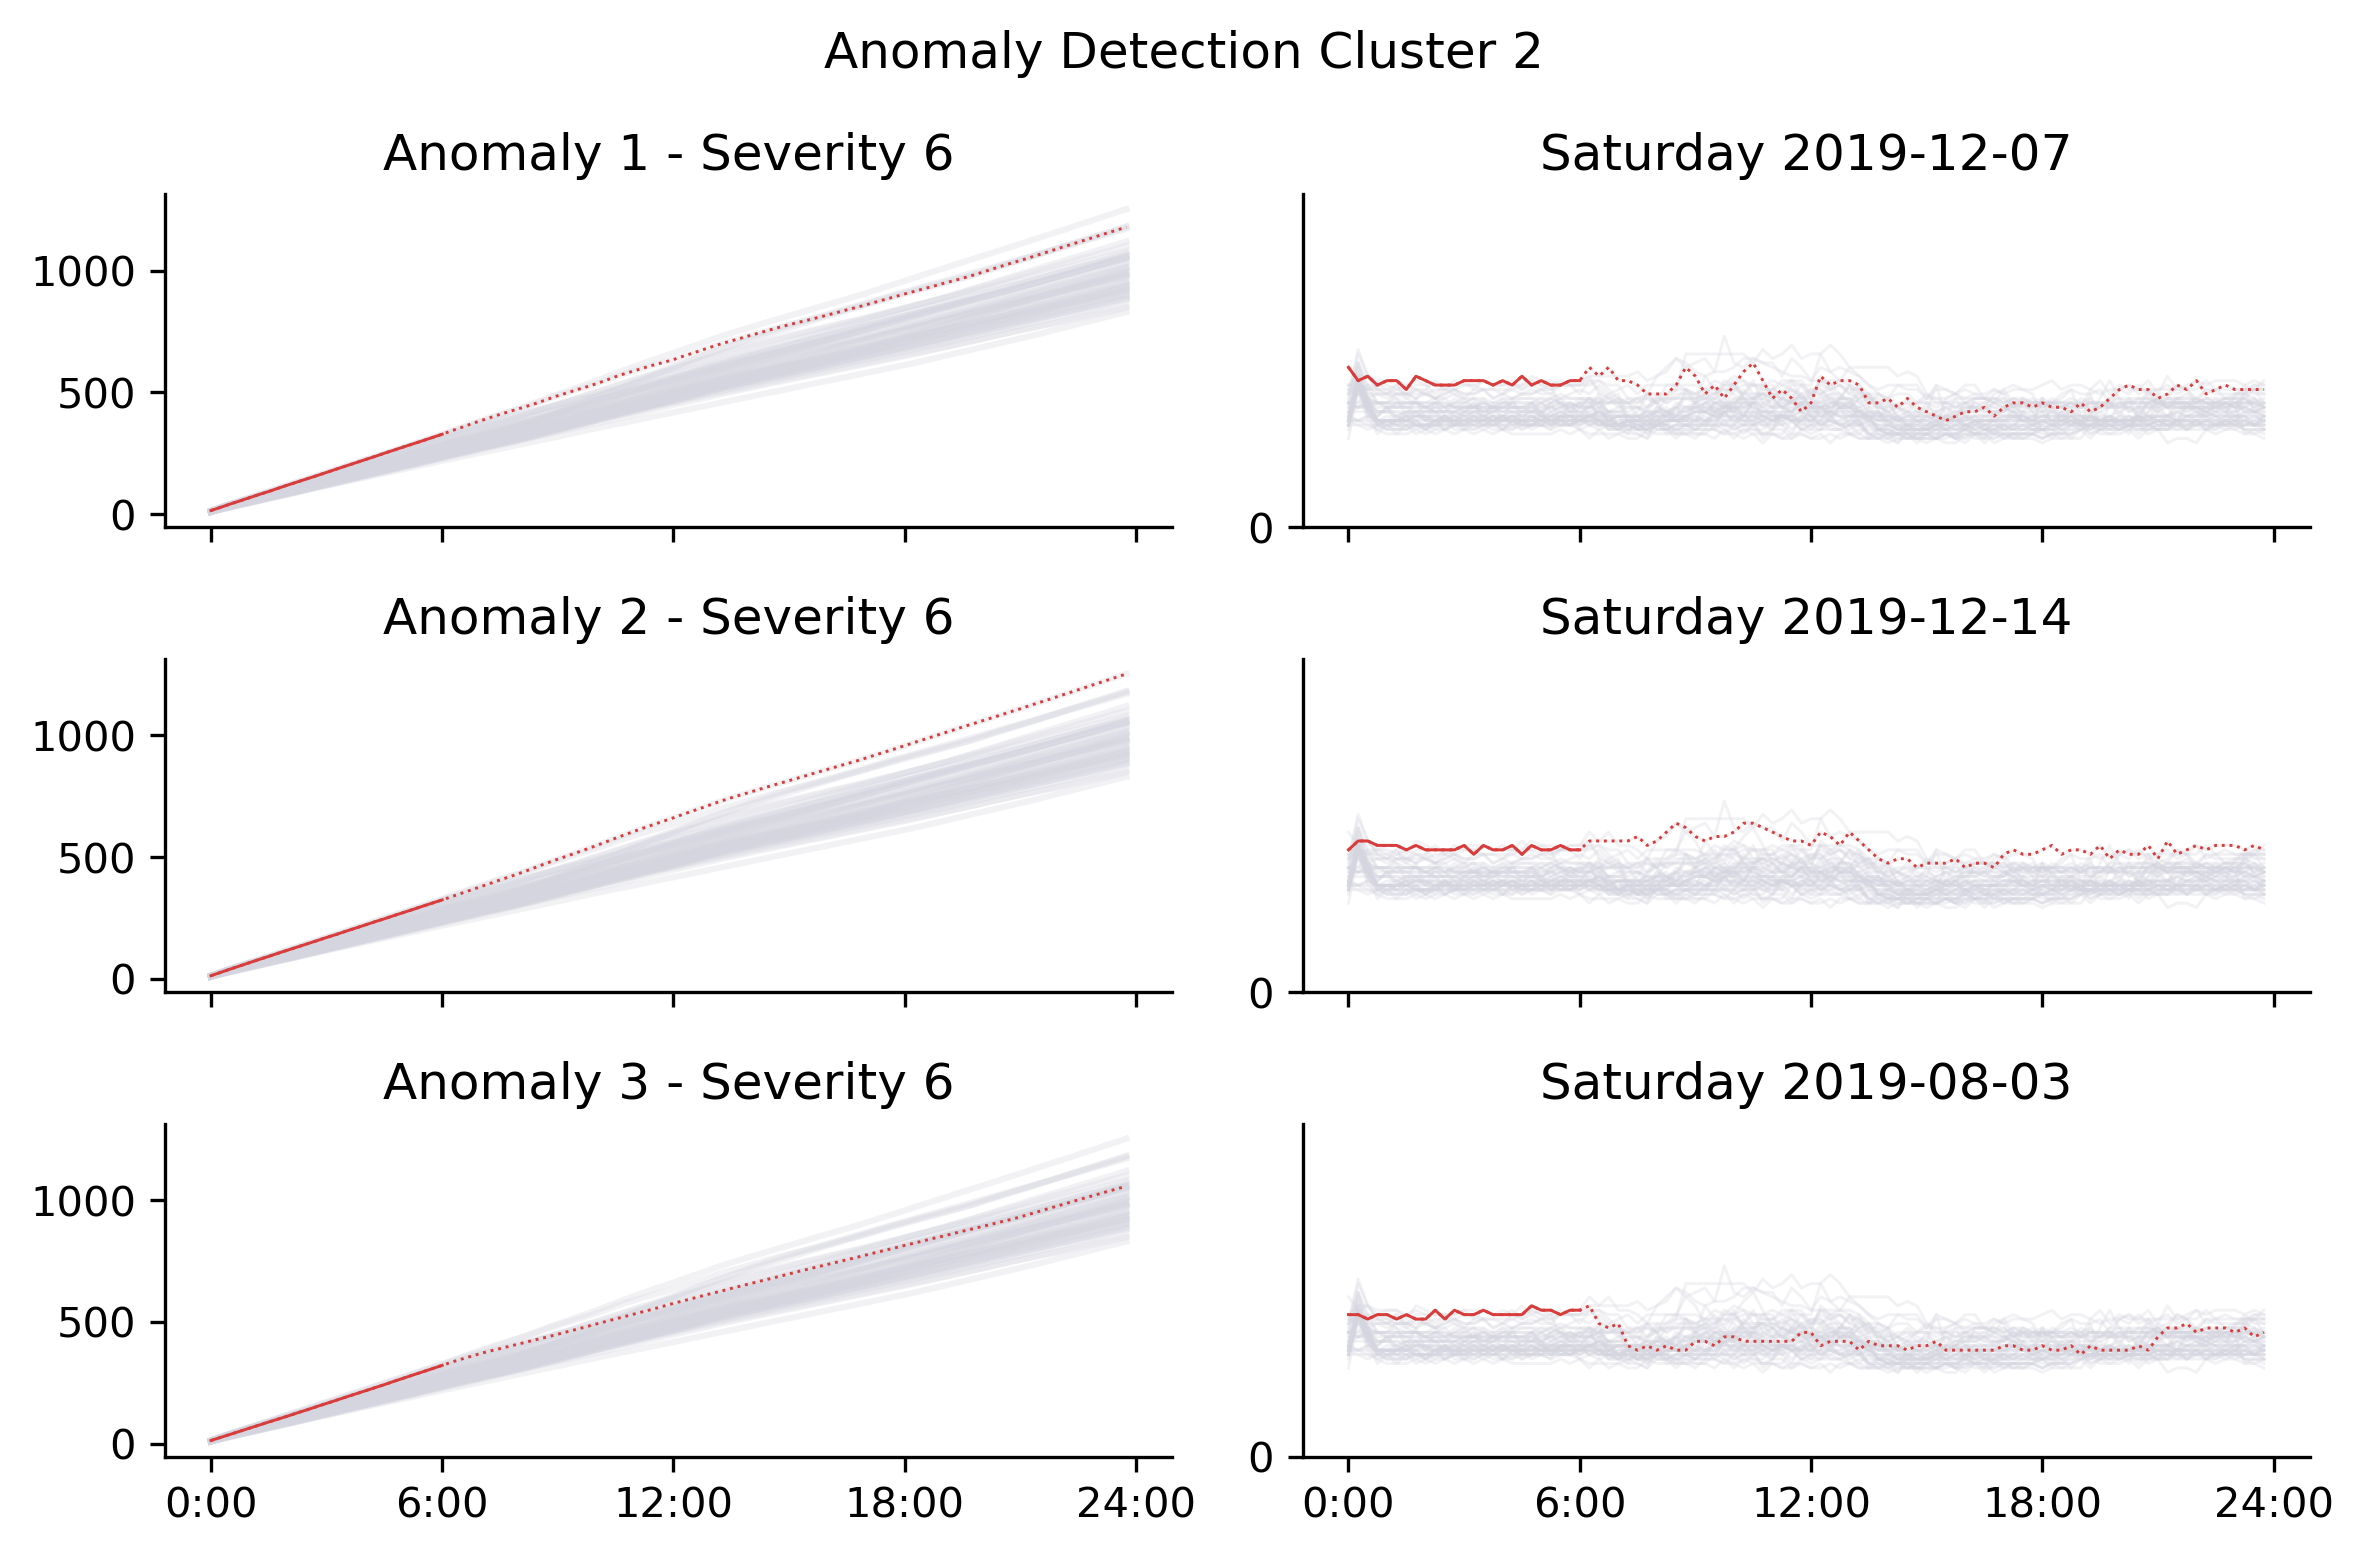 Anomaly Detection Cluster 2
Anomaly 1 - Severity 6
1000
500
0
Saturday 2019-12-07
0
Anomaly 2 - Severity 6
1000
500
0
Saturday 2019-12-14
0
Anomaly 3 - Severity 6
1000
500
0
0:00 6:00 12:00 18:00 24:00
Saturday 2019-08-03
0
0:00 6:00 12:00 18:00 24:00